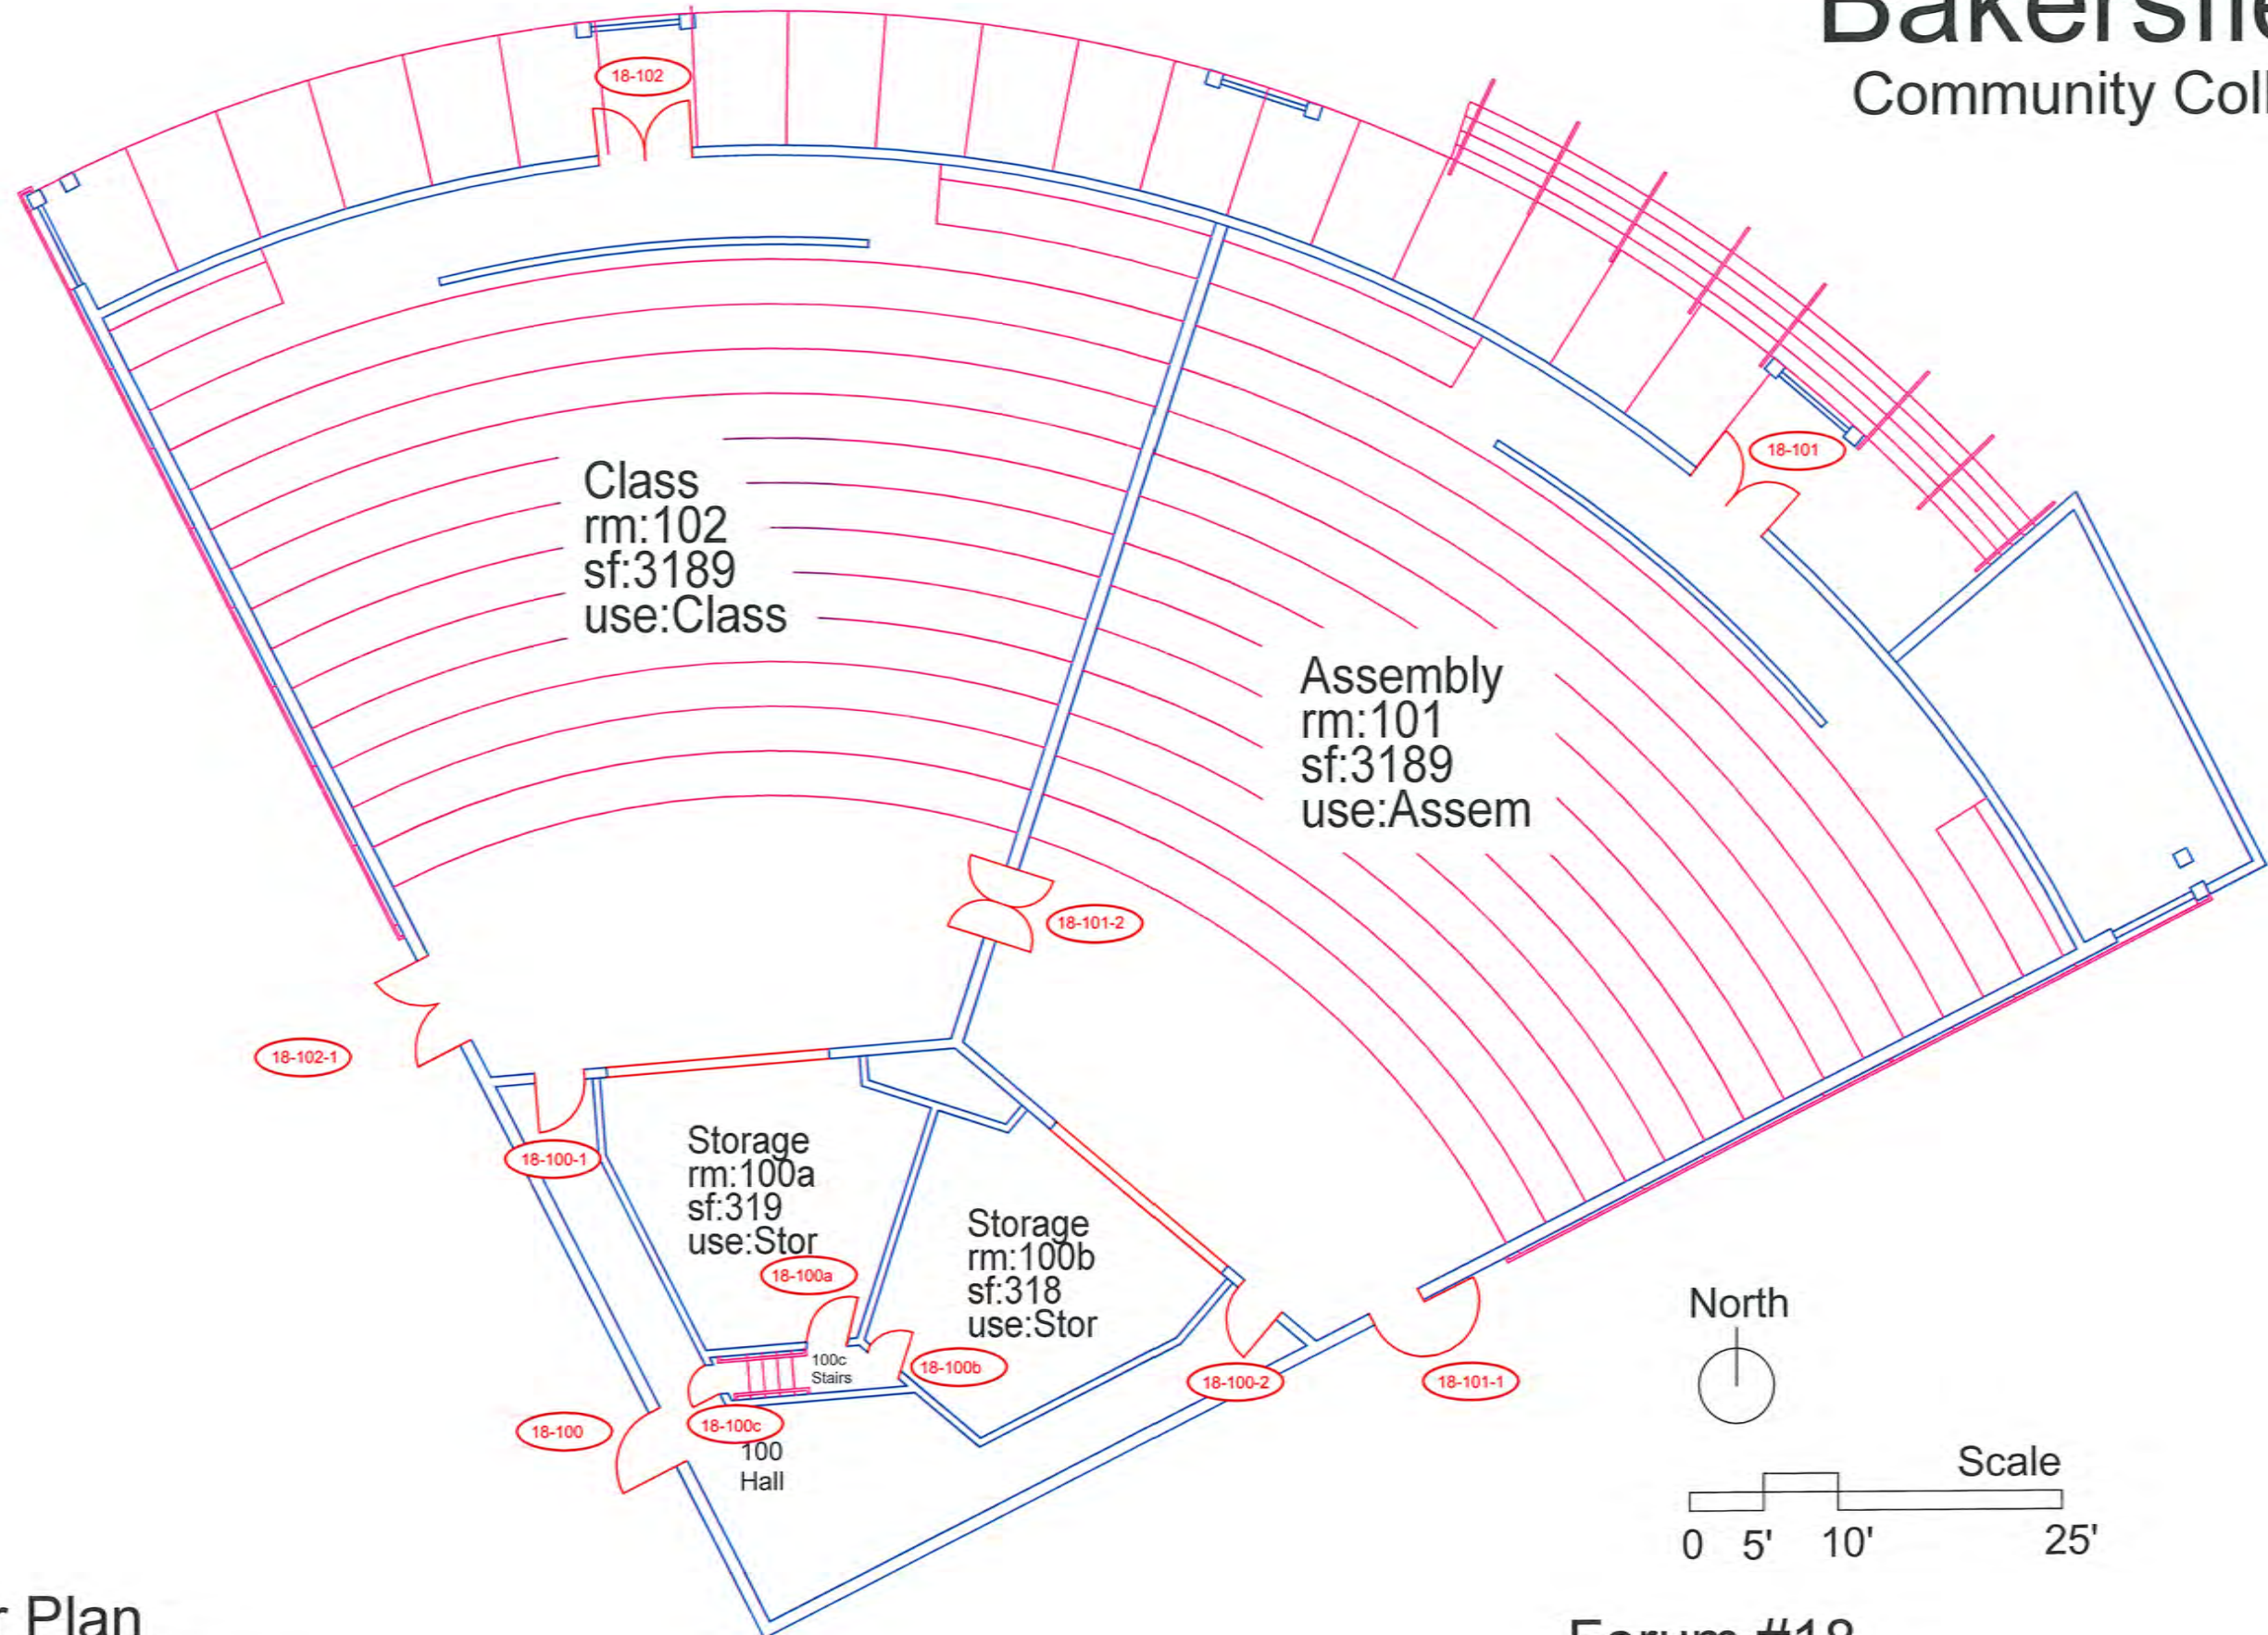 Community
18-102
18-101
Class
rm:102
sf:3189
use:Class
Assembly
rm:101
sf:3189
use:Assem
18-101-2
18-102-1
Storage
rm:100a
sf:319
use:Stor
18-100-1
Storage
rm:100b
sf:318
use:Stor
18-100a
100c
Stairs
18-100b
18-100-2
18-101-1
18-100
18-100c
100
Hall
North
Scale
0 5' 10' 25'
Plan
Forum #18